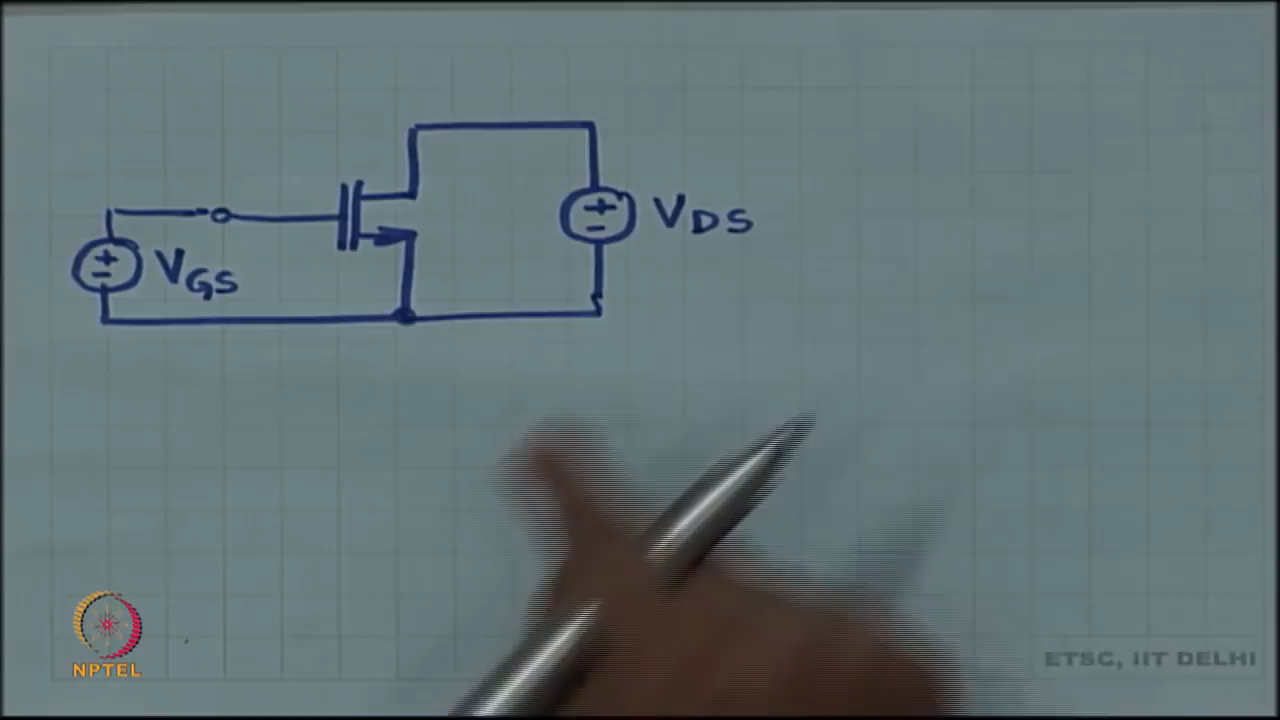 +
-
VGS
+
-
VDS
NPTEL
ETSC, IIT DELHI